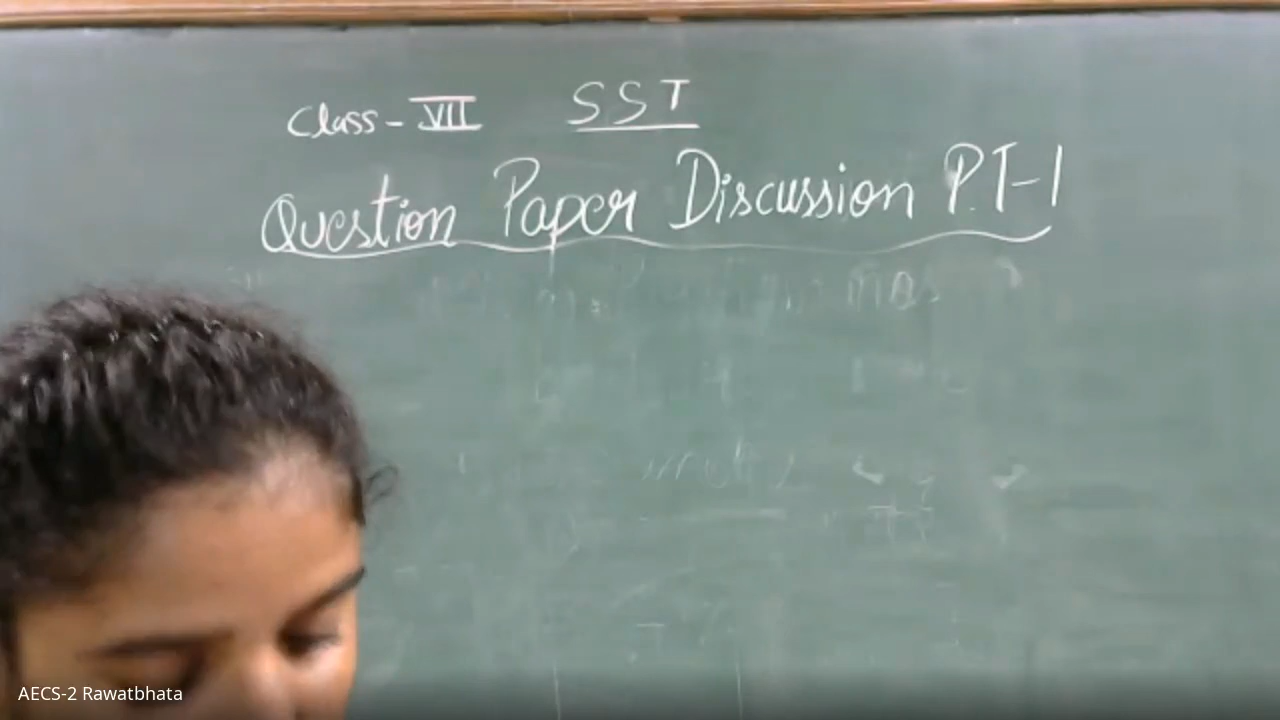 Class - VII SST
Question Paper Discussion P.T-1
AECS-2 Rawatbhata